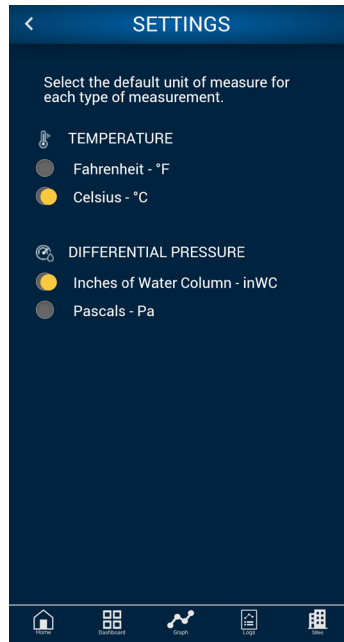 SETTINGS
Select the default unit of measure for
each type of measurement.
TEMPERATURE
Fahrenheit - °F
Celsius - °C
DIFFERENTIAL PRESSURE
Inches of Water Column - inWC
Pascals - Pa
Home Dashboard Graph Logs Sites